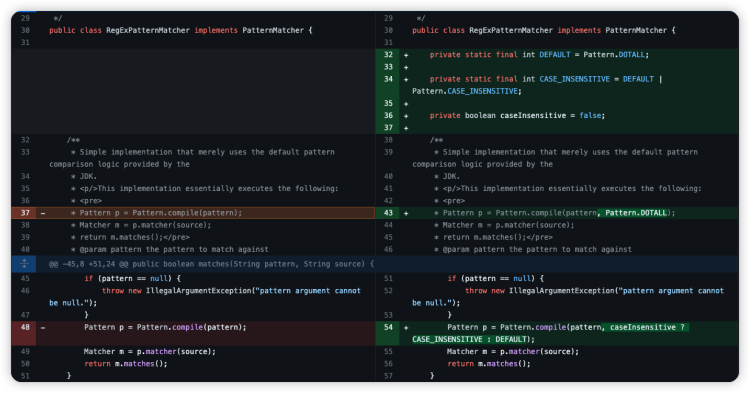 29 */
30 public class RegExPatternMatcher implements PatternMatcher {
31
32 /**
33 * Simple implementation that merely uses the default pattern
comparison logic provided by the
34 * JDK.
35 * <p/>This implementation essentially executes the following:
36 * <pre>
37 - * Pattern p = Pattern.compile(pattern);
38 * Matcher m = p.matcher(source);
39 * return m.matches();</pre>
40 * @param pattern the pattern to match against
@@ -45,8 +51,24 @@ public boolean matches(String pattern, String source) {
45 if (pattern == null) {
46 throw new IllegalArgumentException("pattern argument cannot
be null.");
47 }
48 - Pattern p = Pattern.compile(pattern);
49 Matcher m = p.matcher(source);
50 return m.matches();
51 }
29 */
30 public class RegExPatternMatcher implements PatternMatcher {
31
32 + private static final int DEFAULT = Pattern.DOTALL;
33 +
34 + private static final int CASE_INSENSITIVE = DEFAULT |
Pattern.CASE_INSENSITIVE;
35 +
36 + private boolean caseInsensitive = false;
37 +
38 /**
39 * Simple implementation that merely uses the default pattern
comparison logic provided by the
40 * JDK.
41 * <p/>This implementation essentially executes the following:
42 * <pre>
43 + * Pattern p = Pattern.compile(pattern, Pattern.DOTALL);
44 * Matcher m = p.matcher(source);
45 * return m.matches();</pre>
46 * @param pattern the pattern to match against
51 if (pattern == null) {
52 throw new IllegalArgumentException("pattern argument cannot
be null.");
53 }
54 + Pattern p = Pattern.compile(pattern, caseInsensitive ?
CASE_INSENSITIVE : DEFAULT);
55 Matcher m = p.matcher(source);
56 return m.matches();
57 }